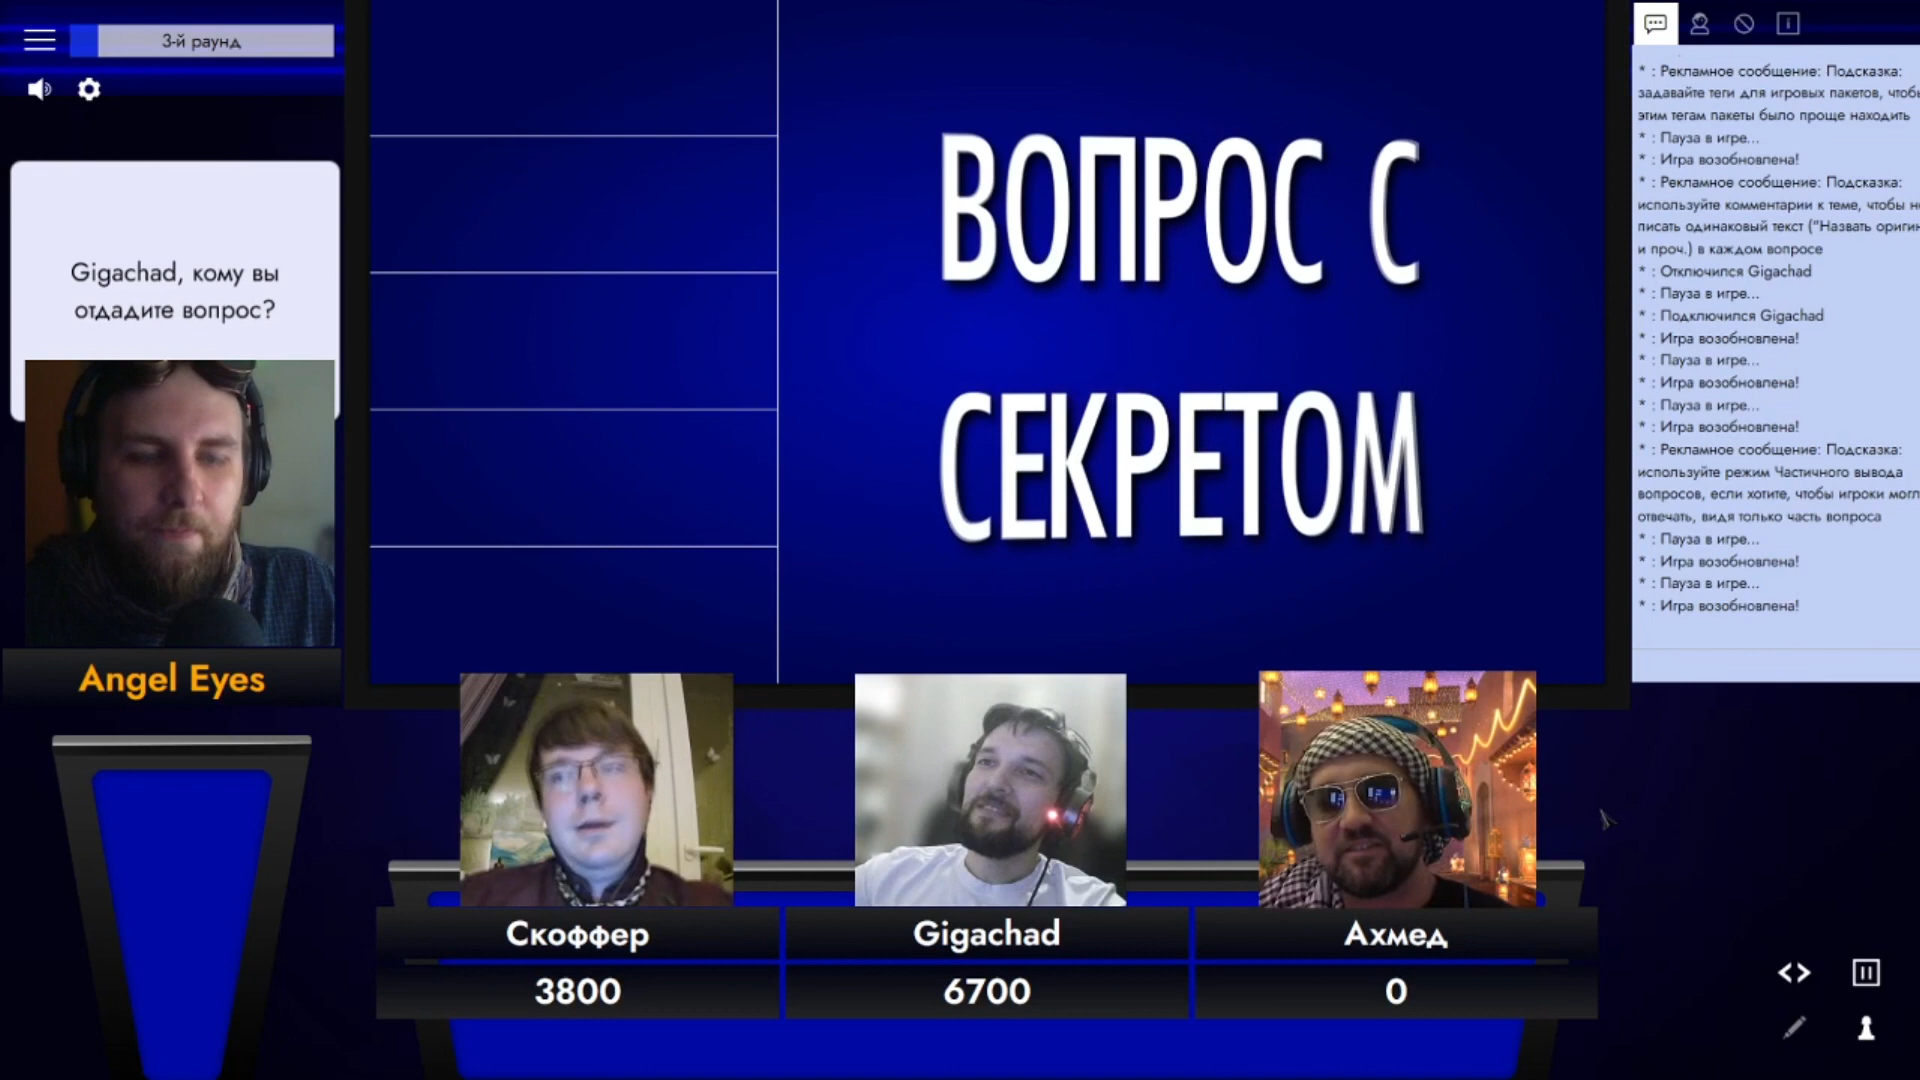 3-й раунд
Gigachad, кому вы
отдадите вопрос?
Angel Eyes
ВОПРОС С
СЕКРЕТОМ
* : Рекламное сообщение: Подсказка:
задавайте теги для игровых пакетов, чтобы
этим тегам пакеты было проще находить
* : Пауза в игре...
* : Игра возобновлена!
* : Рекламное сообщение: Подсказка:
используйте комментарии к теме, чтобы не
писать одинаковый текст ("Назвать оригин
и проч.) в каждом вопросе
* : Отключился Gigachad
* : Пауза в игре...
* : Подключился Gigachad
* : Игра возобновлена!
* : Пауза в игре...
* : Игра возобновлена!
* : Пауза в игре...
* : Игра возобновлена!
* : Рекламное сообщение: Подсказка:
используйте режим Частичного вывода
вопросов, если хотите, чтобы игроки могл
отвечать, видя только часть вопроса
* : Пауза в игре...
* : Игра возобновлена!
* : Пауза в игре...
* : Игра возобновлена!
Скоффер
Gigachad
Ахмед
3800
6700
0